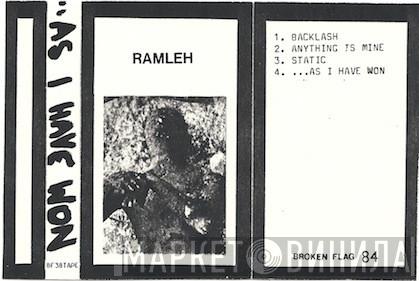 ...AS I HAVE WON
BF38TAPE
RAMLEH
1. BACKLASH
2. ANYTHING IS MINE
3. STATIC
4. ...AS I HAVE WON
BROKEN FLAG 84
МАРКЕТ ВИНИЛА